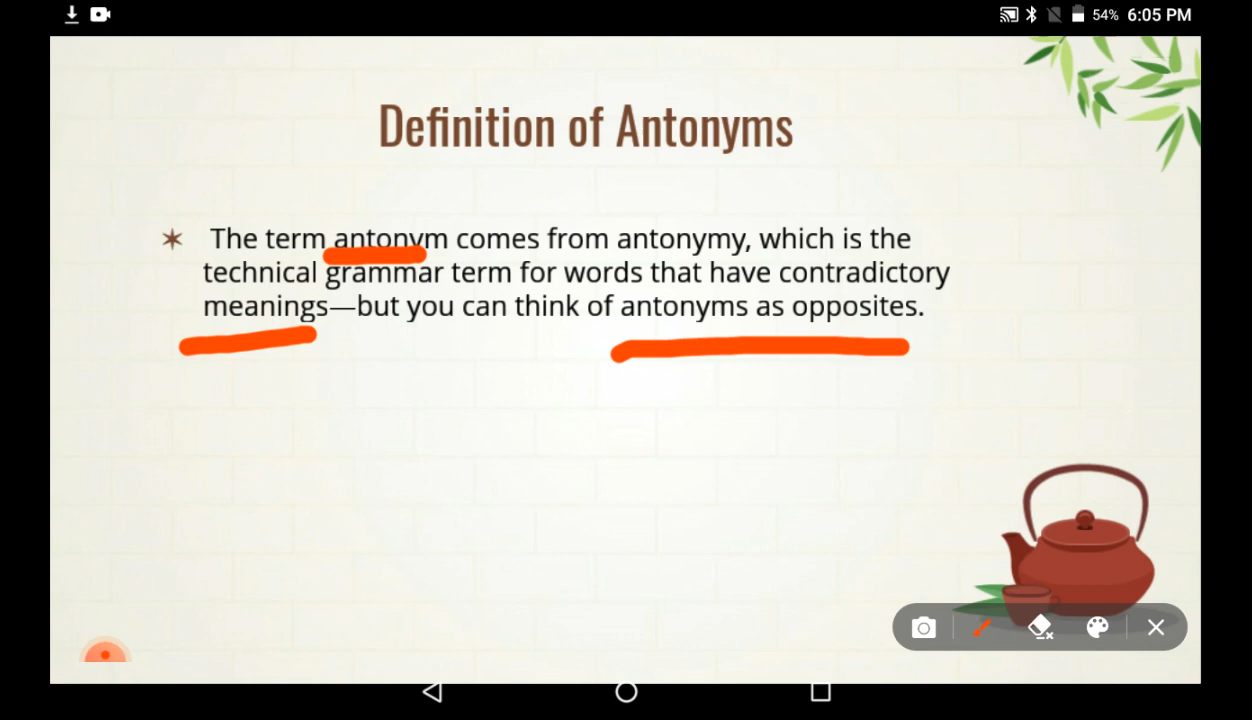 54% 6:05 PM
Definition of Antonyms
The term antonym comes from antonymy, which is the
technical grammar term for words that have contradictory
meanings—but you can think of antonyms as opposites.